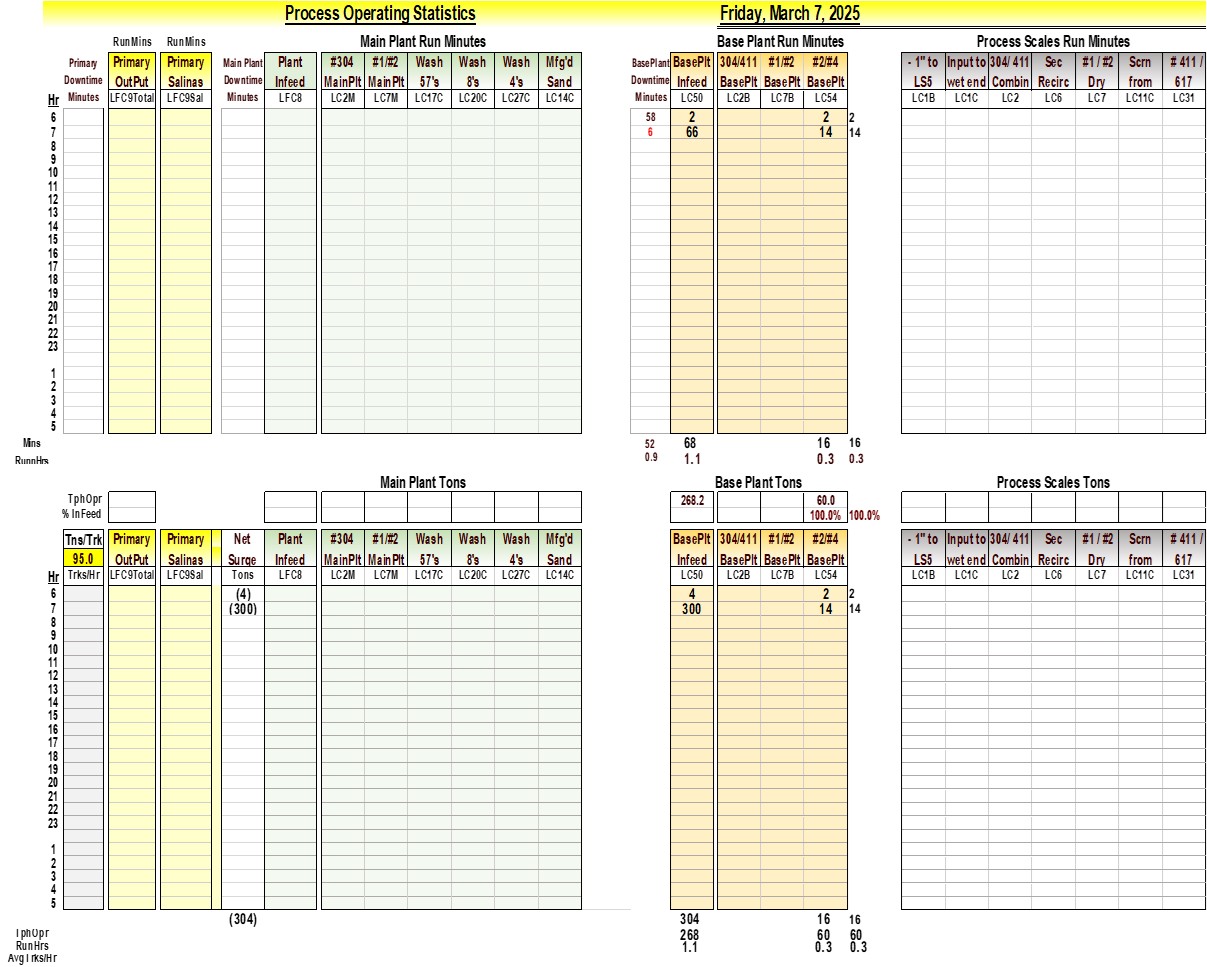 Process Operating Statistics Friday, March 7, 2025
RunMins RunMins Main Plant Run Minutes Base Plant Run Minutes Process Scales Run Minutes
Primary Primary Primary Main Plant Plant #304 #1/#2 Wash Wash Wash Mfg'd BasePlant BasePlt 304/411 #1/#2 #2/#4 - 1" to Input to 304/ 411 Sec #1 / #2 Scrn # 411 /
Downtime OutPut Salinas Downtime Infeed MainPlt MainPlt 57's 8's 4's Sand Downtime Infeed BasePlt BasePlt BasePlt LS5 wet end Combin Recirc Dry from 617
Hr Minutes LFC9Total LFC9Sal Minutes LFC8 LC2M LC7M LC17C LC20C LC27C LC14C Minutes LC50 LC2B LC7B LC54 LC1B LC1C LC2 LC6 LC7 LC11C LC31
6 58 2 2 2
7 6 66 14 14
8
9
10
11
12
13
14
15
16
17
18
19
20
21
22
23
1
2
3
4
5
Mins 52 68 16 16
RunnHrs 0.9 1.1 0.3 0.3
Main Plant Tons Base Plant Tons Process Scales Tons
TphOpr 268.2 60.0
% InFeed 100.0% 100.0%
Tns/Trk Primary Primary Net Plant #304 #1/#2 Wash Wash Wash Mfg'd BasePlt 304/411 #1/#2 #2/#4 - 1" to Input to 304/ 411 Sec #1 / #2 Scrn # 411 /
95.0 OutPut Salinas Surge Infeed MainPlt MainPlt 57's 8's 4's Sand Infeed BasePlt BasePlt BasePlt LS5 wet end Combin Recirc Dry from 617
Hr Trks/Hr LFC9Total LFC9Sal Tons LFC8 LC2M LC7M LC17C LC20C LC27C LC14C LC50 LC2B LC7B LC54 LC1B LC1C LC2 LC6 LC7 LC11C LC31
6 (4) 4 2 2
7 (300) 300 14 14
8
9
10
11
12
13
14
15
16
17
18
19
20
21
22
23
1
2
3
4
5
(304) 304 16 16
TphOpr 268 60 60
RunHrs 1.1 0.3 0.3
AvgTrks/Hr